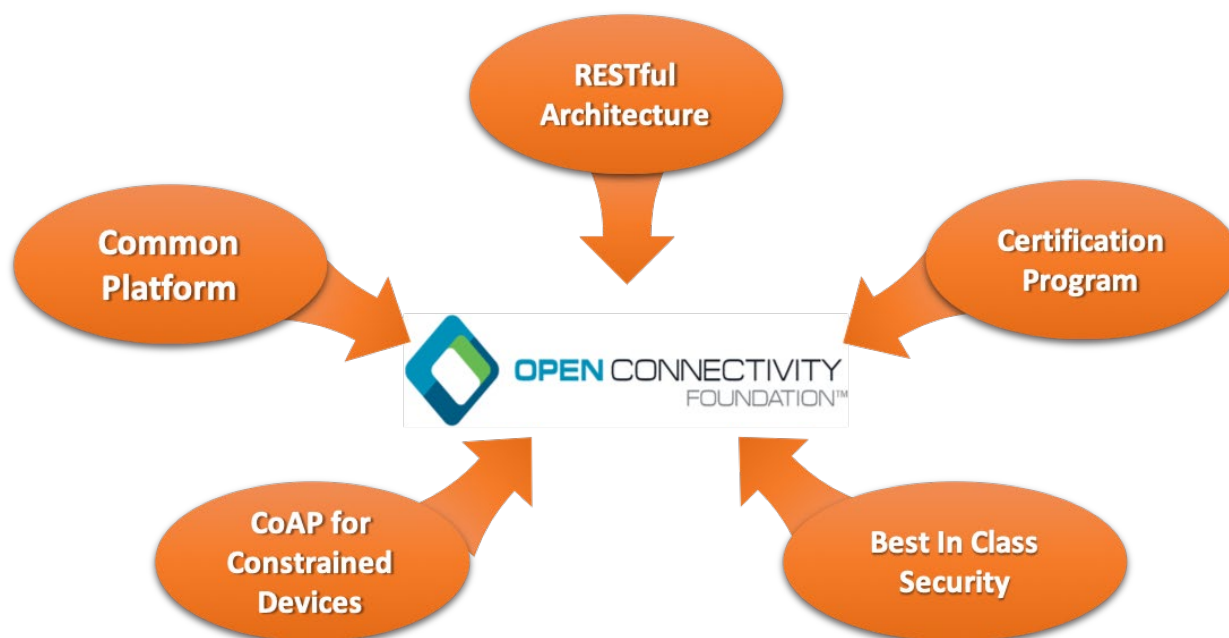 RESTful
Architecture
Common
Platform
Certification
Program
OPEN CONNECTIVITY
FOUNDATION™
CoAP for
Constrained
Devices
Best In Class
Security